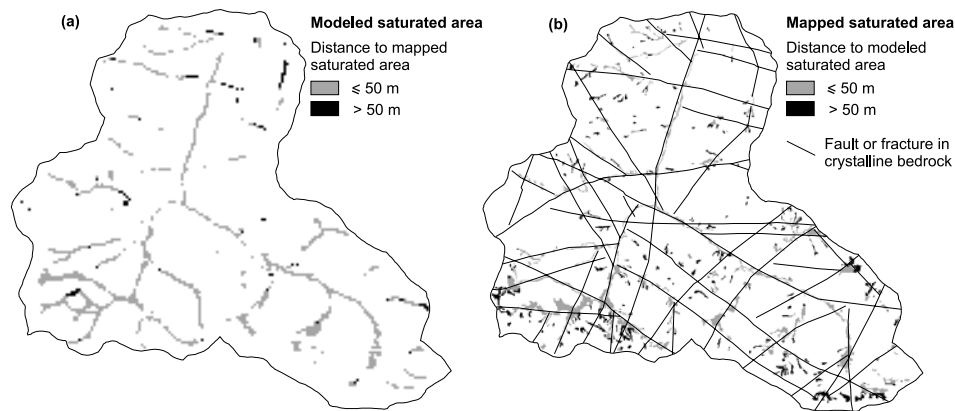 (a)
Modeled saturated area
Distance to mapped
saturated area
≤ 50 m
> 50 m
(b)
Mapped saturated area
Distance to modeled
saturated area
≤ 50 m
> 50 m
Fault or fracture in
crystalline bedrock